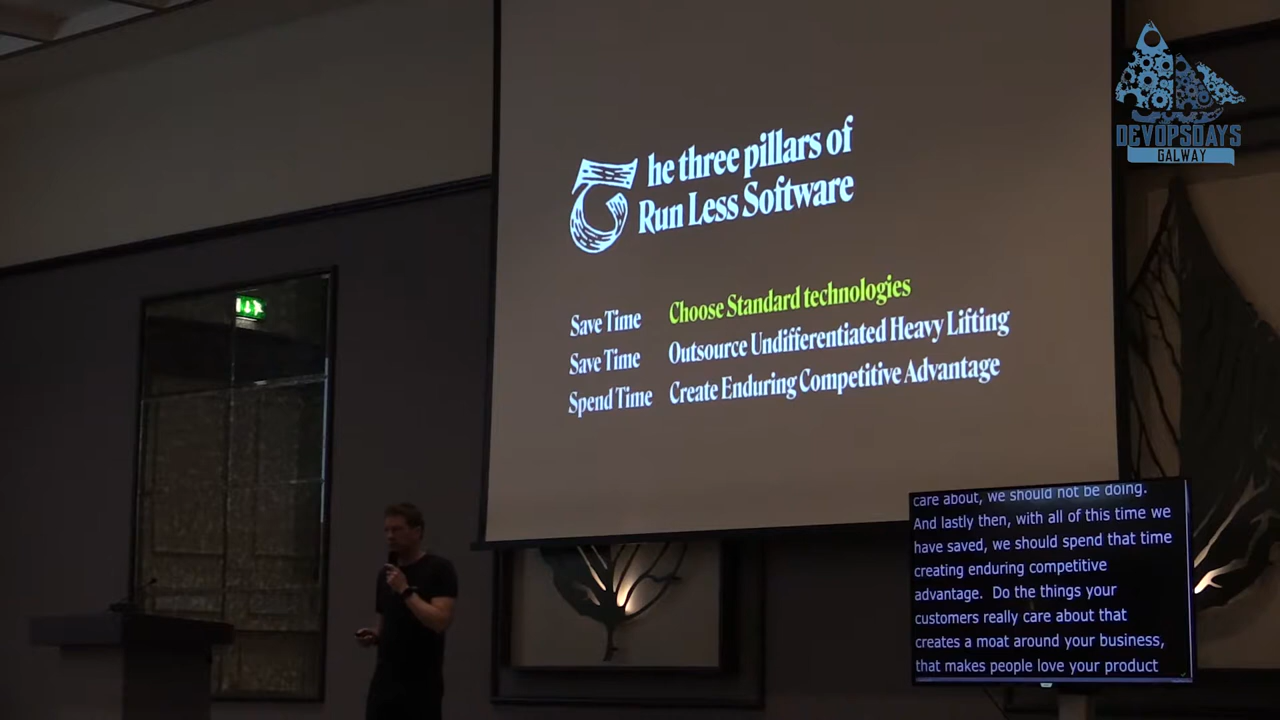 The three pillars of
Run Less Software
Save Time Choose Standard technologies
Save Time Outsource Undifferentiated Heavy Lifting
Spend Time Create Enduring Competitive Advantage
DEVOPSDAYS
GALWAY
care about, we should not be doing.
And lastly then, with all of this time we
have saved, we should spend that time
creating enduring competitive
advantage. Do the things your
customers really care about that
creates a moat around your business,
that makes people love your product